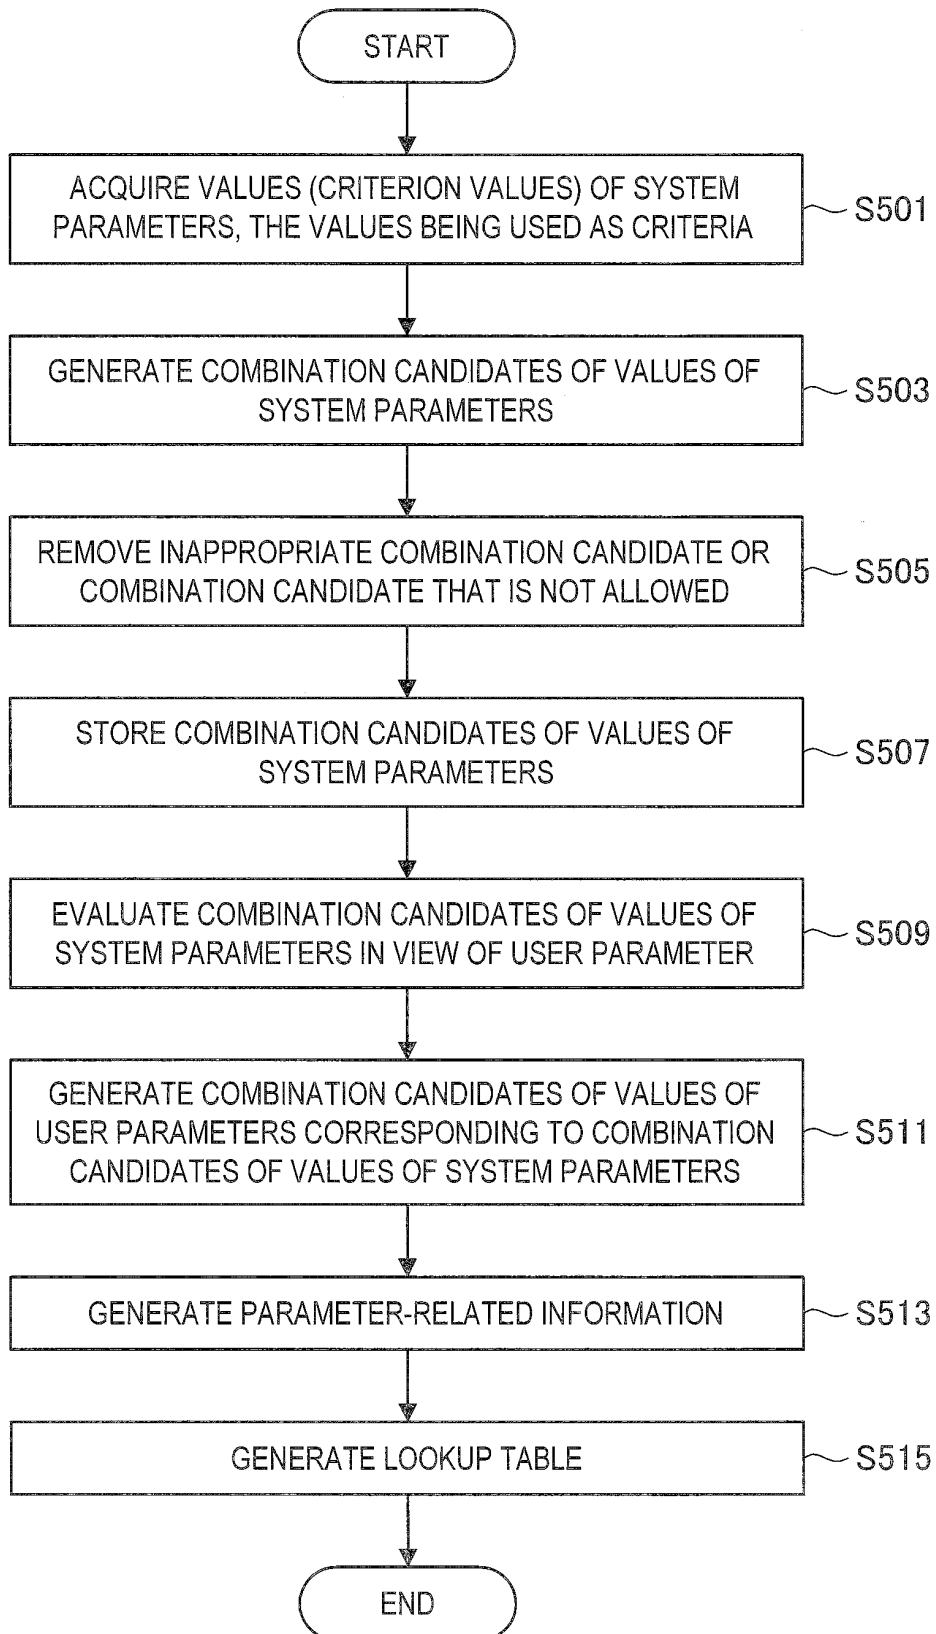 START
ACQUIRE VALUES (CRITERION VALUES) OF SYSTEM
PARAMETERS, THE VALUES BEING USED AS CRITERIA
S501
GENERATE COMBINATION CANDIDATES OF VALUES OF
SYSTEM PARAMETERS
S503
REMOVE INAPPROPRIATE COMBINATION CANDIDATE OR
COMBINATION CANDIDATE THAT IS NOT ALLOWED
S505
STORE COMBINATION CANDIDATES OF VALUES OF
SYSTEM PARAMETERS
S507
EVALUATE COMBINATION CANDIDATES OF VALUES OF
SYSTEM PARAMETERS IN VIEW OF USER PARAMETER
S509
GENERATE COMBINATION CANDIDATES OF VALUES OF
USER PARAMETERS CORRESPONDING TO COMBINATION
CANDIDATES OF VALUES OF SYSTEM PARAMETERS
S511
GENERATE PARAMETER-RELATED INFORMATION
S513
GENERATE LOOKUP TABLE
S515
END